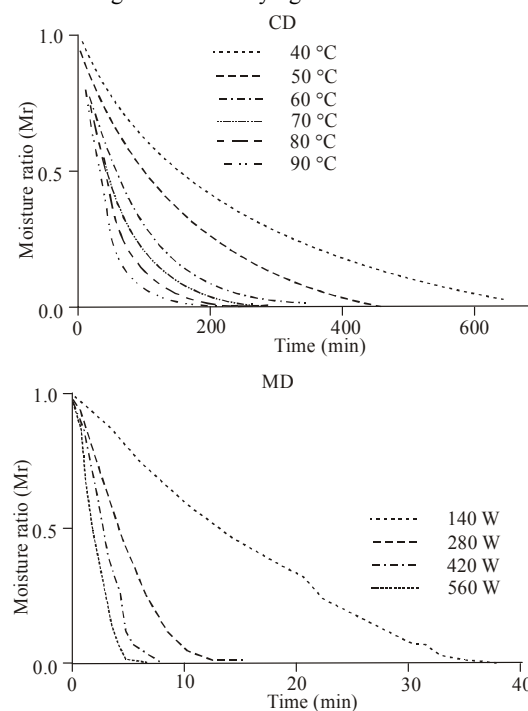 CD
1.0
0.5
0.0
Moisture ratio (Mr)
40 °C
50 °C
60 °C
70 °C
80 °C
90 °C
0
200
400
600
Time (min)
MD
1.0
0.5
0.0
Moisture ratio (Mr)
140 W
280 W
420 W
560 W
0
10
20
30
40
Time (min)